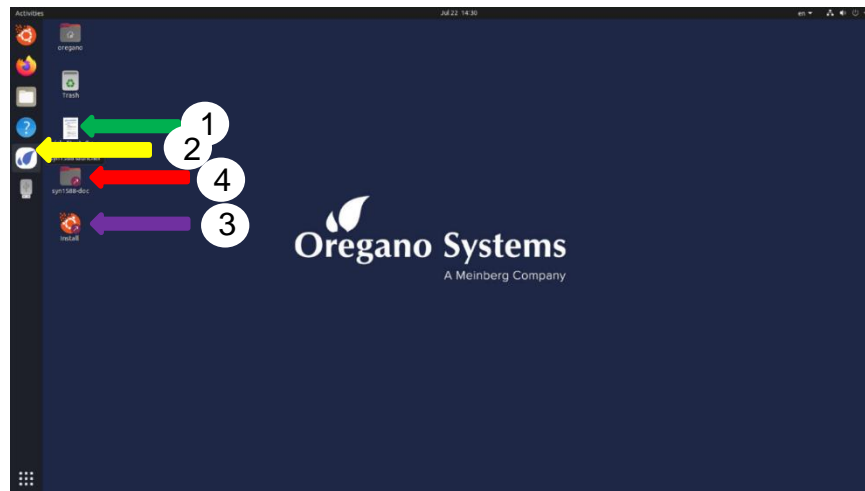 Activities
Jul 22 14:30
en
oregano
Trash
1
2
4
syn1588-doc
3
Install
Oregano Systems
A Meinberg Company